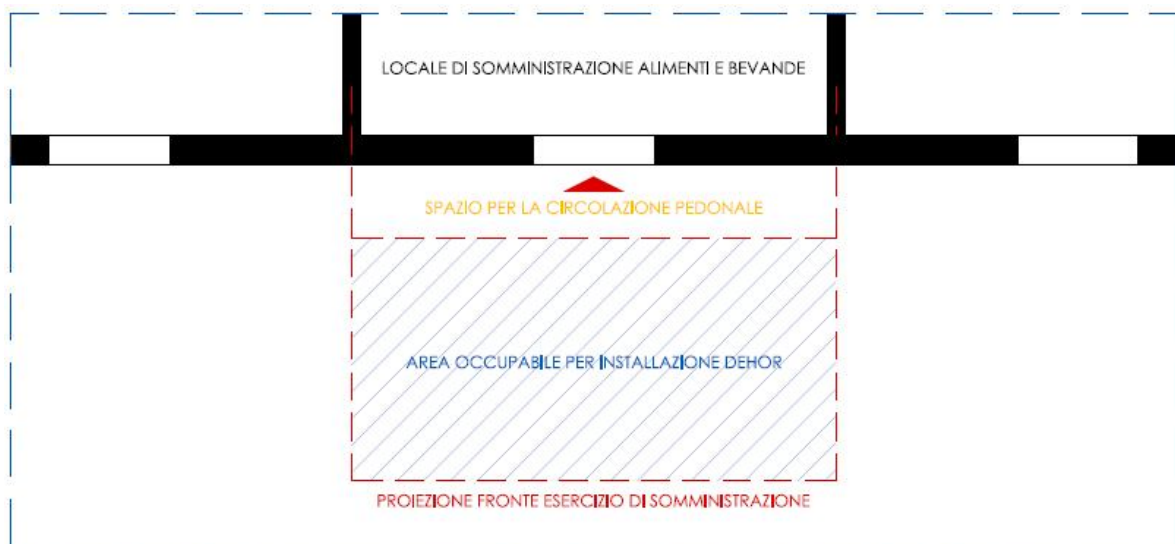 LOCALE DI SOMMINISTRAZIONE ALIMENTI E BEVANDE
SPAZIO PER LA CIRCOLAZIONE PEDONALE
AREA OCCUPABILE PER INSTALLAZIONE DEHOR
PROIEZIONE FRONTE ESERCIZIO DI SOMMINISTRAZIONE